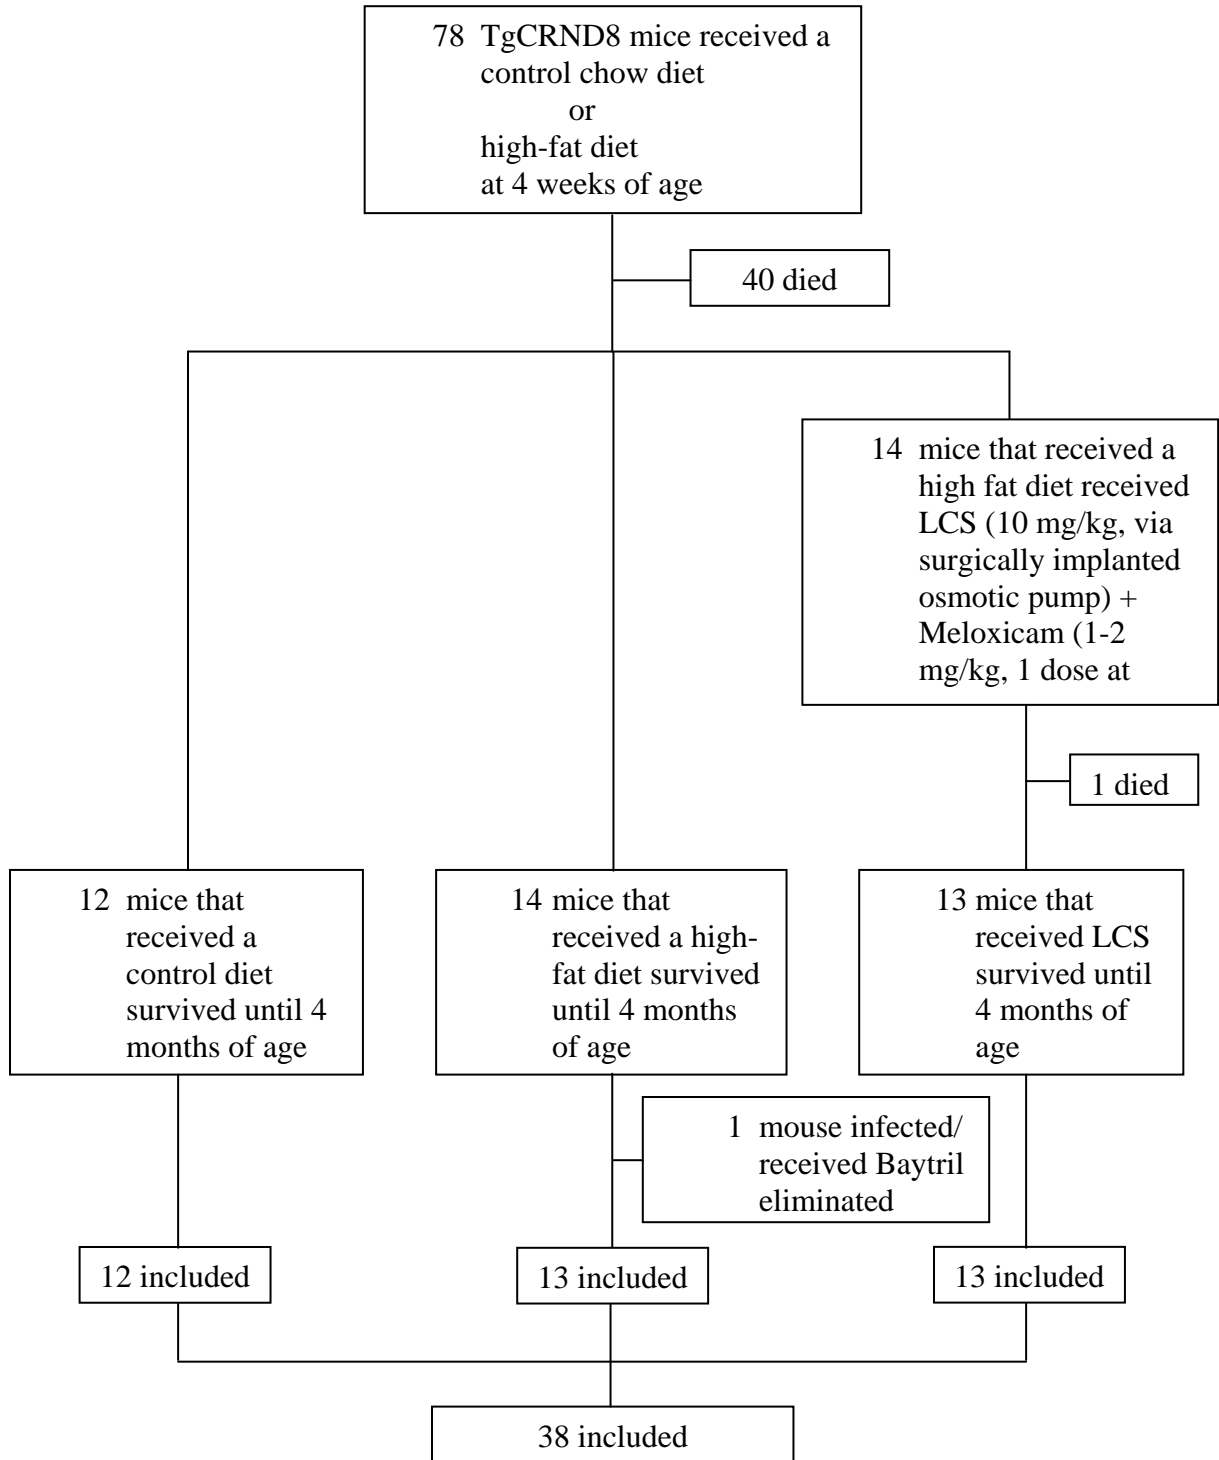 78 TgCRND8 mice received a
control chow diet
or
high-fat diet
at 4 weeks of age
40 died
14 mice that received a
high fat diet received
LCS (10 mg/kg, via
surgically implanted
osmotic pump) +
Meloxicam (1-2
mg/kg, 1 dose at
1 died
12 mice that
received a
control diet
survived until 4
months of age
14 mice that
received a high-
fat diet survived
until 4 months
of age
13 mice that
received LCS
survived until
4 months of
age
1 mouse infected/
received Baytril
eliminated
12 included
13 included
13 included
38 included